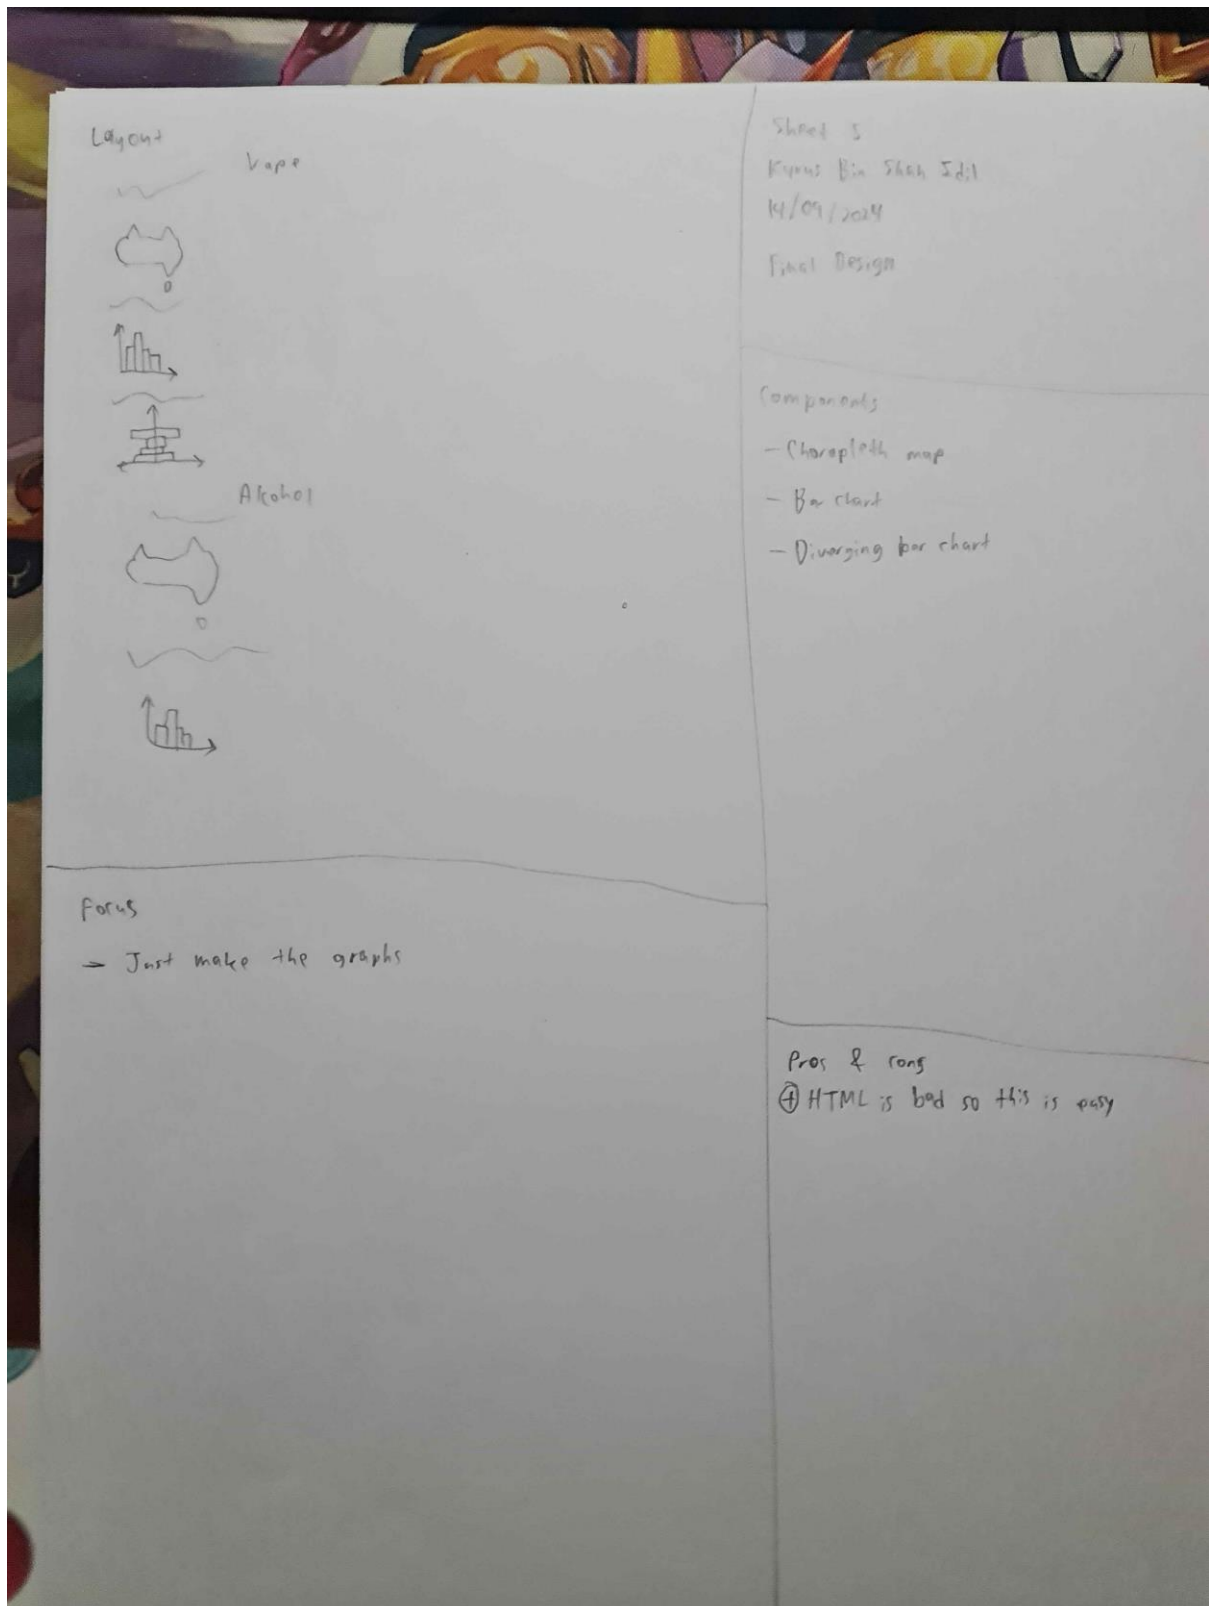 Layout
Vape
Alcohol
Sheet 5
Bin Shah Idil
14/09/2024
Final Design
Components
- Choropleth map
- Bar chart
- Diverging bar chart
Focus
→ Just make the graphs
Pros & cons
⊕ HTML is bad so this is easy